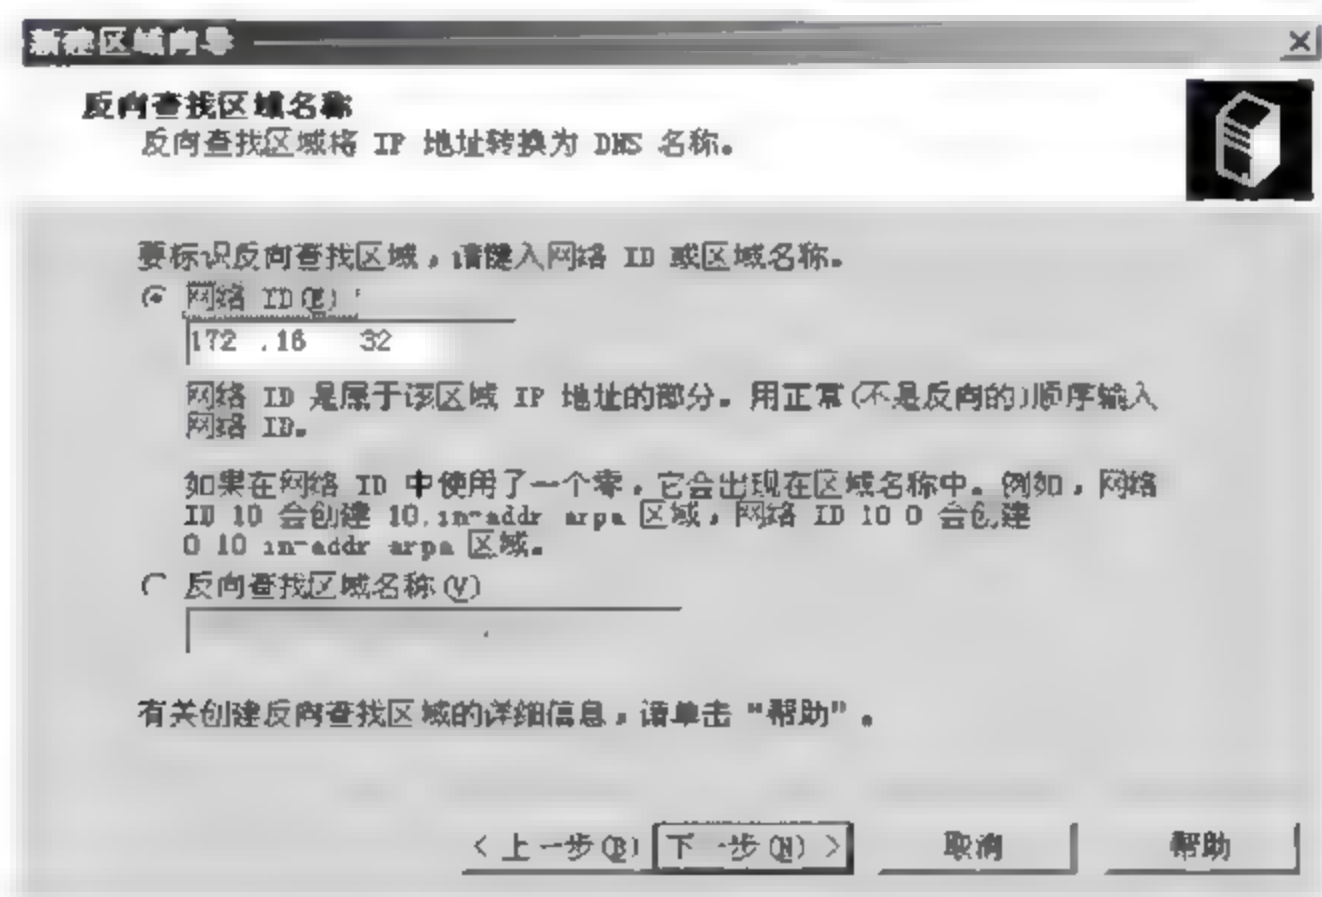 新建区域向导
反向查找区域名称
反向查找区域将 IP 地址转换为 DNS 名称。
要标识反向查找区域，请键入网络 ID 或区域名称。
网络 ID(E)
172 .16 32
网络 ID 是属于该区域 IP 地址的部分。用正常(不是反向的)顺序输入
网络 ID。
如果在网络 ID 中使用了一个零，它会出现在区域名称中。例如，网络
ID 10 会创建 10.in-addr arpa 区域，网络 ID 10 0 会创建
0 10 in-addr arpa 区域。
反向查找区域名称(V)
有关创建反向查找区域的详细信息，请单击 "帮助" 。
< 上一步(B) 下一步(N) > 取消 帮助